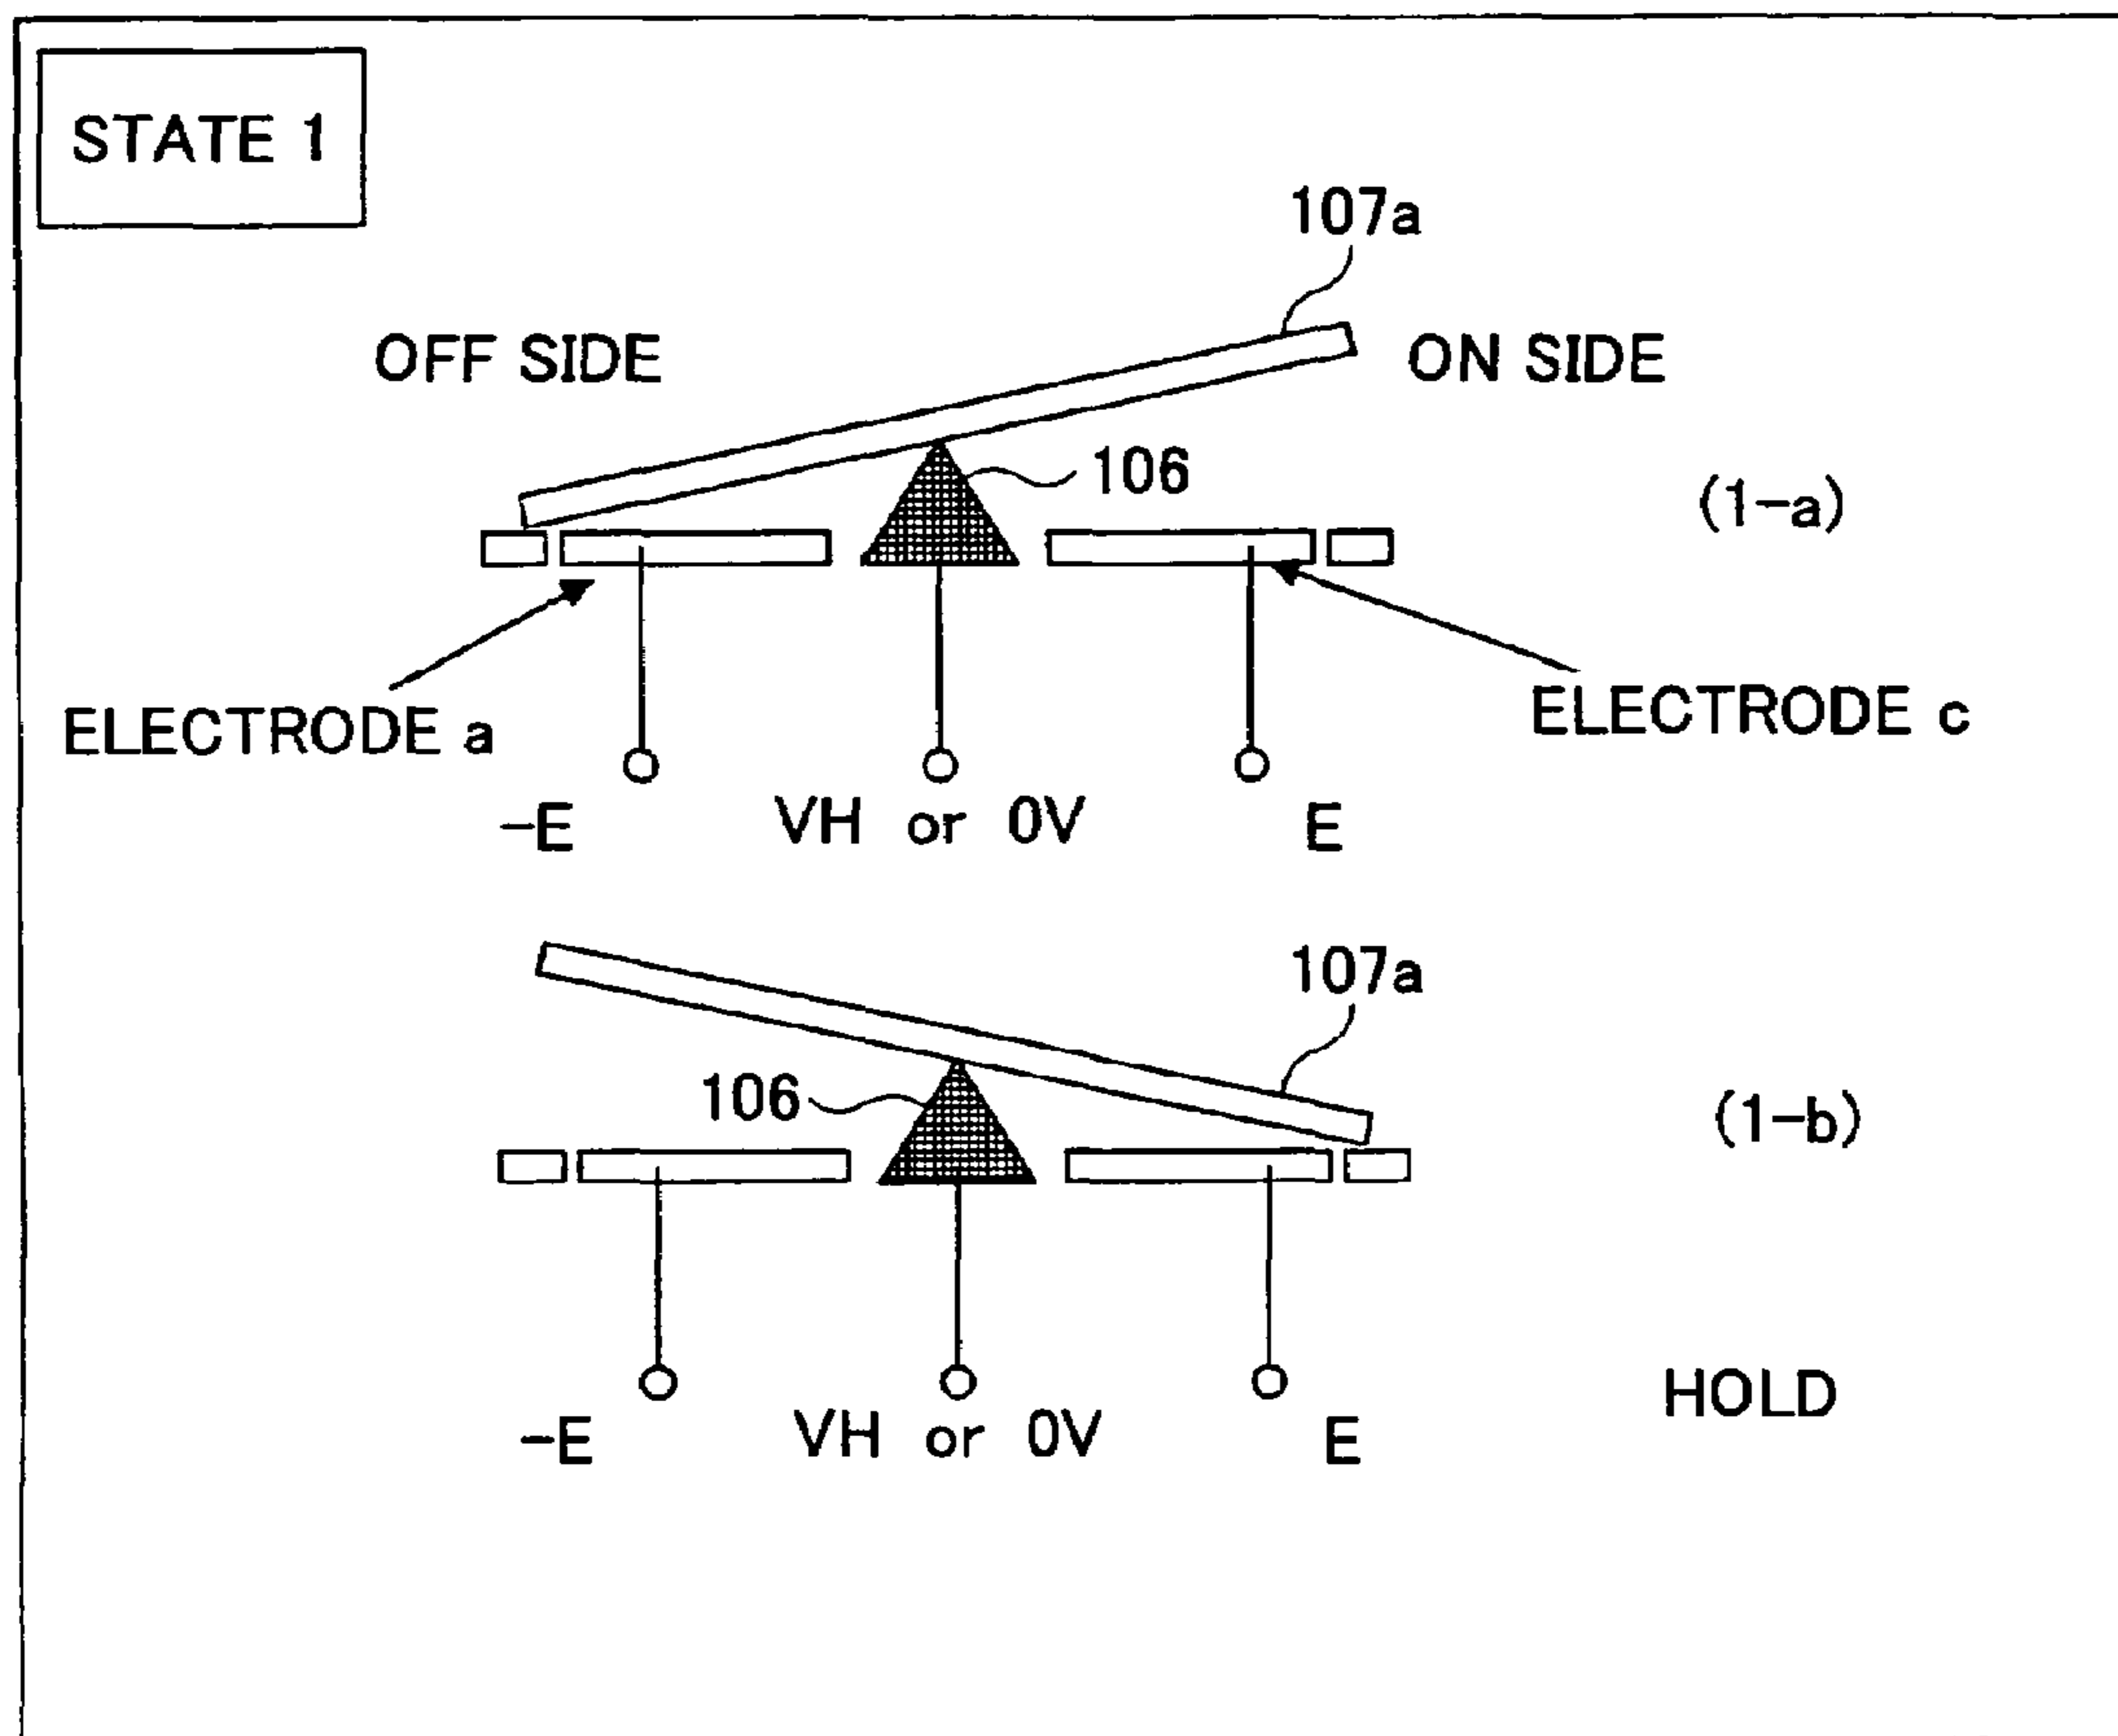 STATE 1
107a
OFF SIDE
ON SIDE
106
(1-a)
ELECTRODE a
ELECTRODE c
-E
VH or 0V
E
107a
106
(1-b)
-E
VH or 0V
E
HOLD